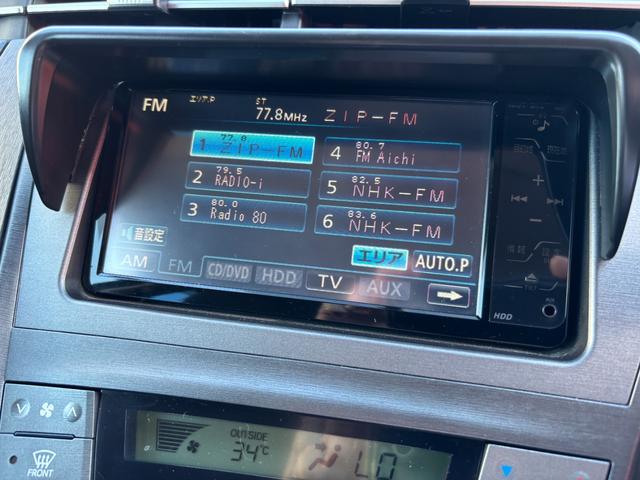 FM エリアP ST 77.8MHz ZIP-FM
77.8
1 ZIP-FM
80.7
4 FM Aichi
79.5
2 RADIO-i
82.5
5 NHK-FM
80.0
3 Radio 80
83.6
6 NHK-FM
音設定 エリア AUTO.P
AM FM CD/DVD HDD TV AUX
HDD
OUTSIDE
34℃ LO
FRONT